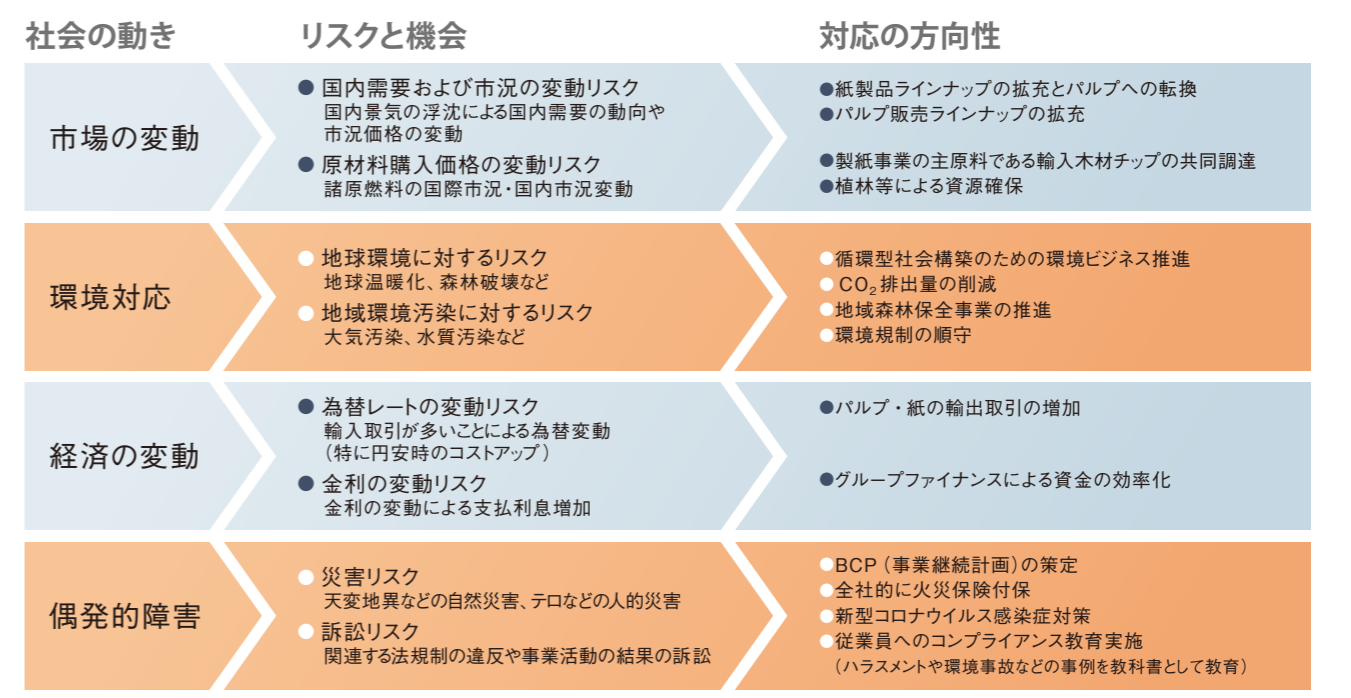 社会の動き
リスクと機会
対応の方向性
市場の変動
● 国内需要および市況の変動リスク
国内景気の浮沈による国内需要の動向や
市況価格の変動
● 原材料購入価格の変動リスク
諸原燃料の国際市況・国内市況変動
●紙製品ラインナップの拡充とパルプへの転換
●パルプ販売ラインナップの拡充
●製紙事業の主原料である輸入木材チップの共同調達
●植林等による資源確保
環境対応
● 地球環境に対するリスク
地球温暖化、森林破壊など
● 地域環境汚染に対するリスク
大気汚染、水質汚染など
●循環型社会構築のための環境ビジネス推進
●CO₂排出量の削減
●地域森林保全事業の推進
●環境規制の順守
経済の変動
● 為替レートの変動リスク
輸入取引が多いことによる為替変動
（特に円安時のコストアップ）
● 金利の変動リスク
金利の変動による支払利息増加
●パルプ・紙の輸出取引の増加
●グループファイナンスによる資金の効率化
偶発的障害
● 災害リスク
天変地異などの自然災害、テロなどの人的災害
● 訴訟リスク
関連する法規制の違反や事業活動の結果の訴訟
●BCP（事業継続計画）の策定
●全社的に火災保険付保
●新型コロナウイルス感染症対策
●従業員へのコンプライアンス教育実施
（ハラスメントや環境事故などの事例を教科書として教育）